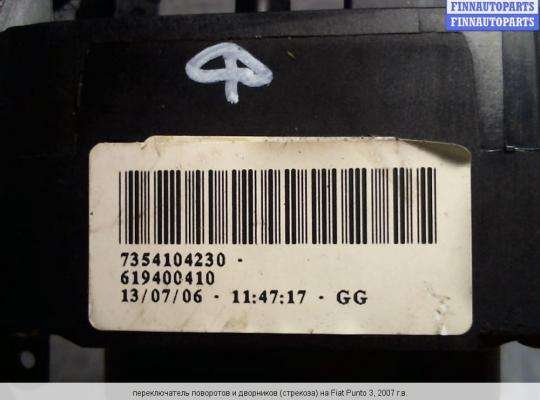 FINNAUTOPARTS
FINNAUTOPARTS
7354104230 -
619400410
13/07/06 - 11:47:17 - GG
переключатель поворотов и дворников (стрекоза) на Fiat Punto 3, 2007 г.в.